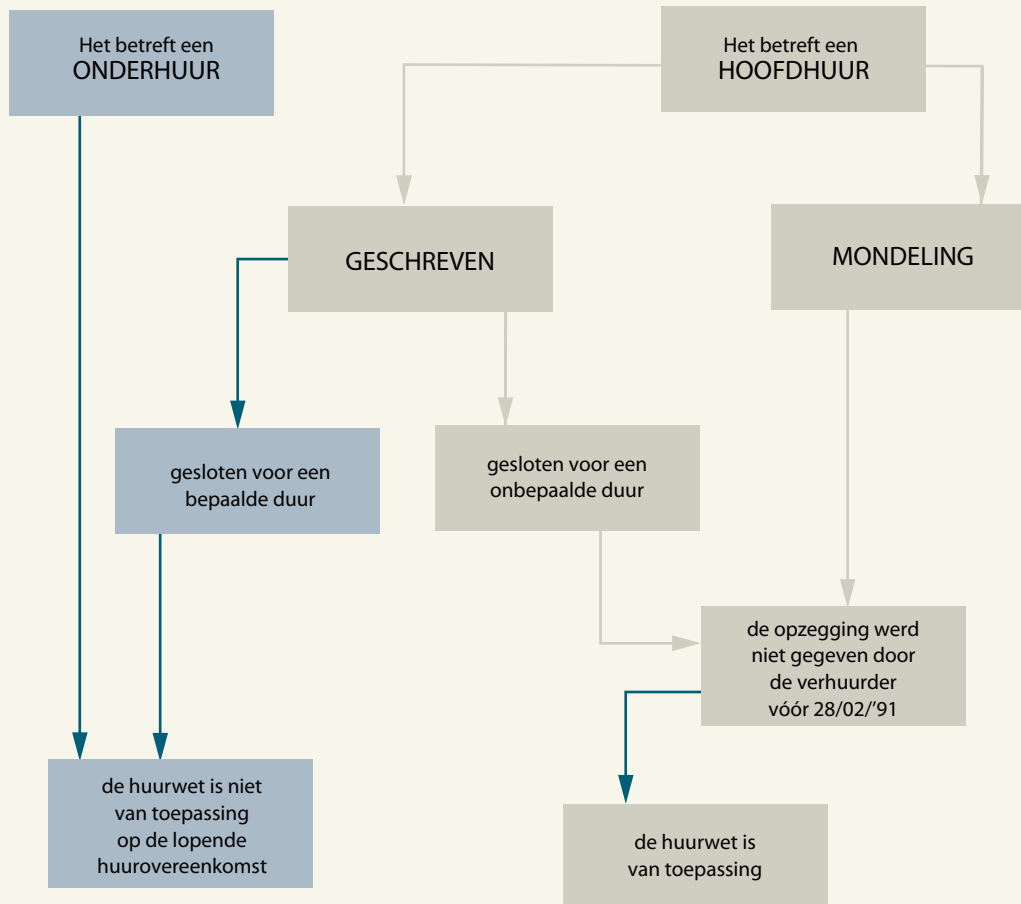 Het betreft een
ONDERHUUR
Het betreft een
HOOFDHUUR
GESCHREVEN
MONDELING
gesloten voor een
bepaalde duur
gesloten voor een
onbepaalde duur
de opzegging werd
niet gegeven door
de verhuurder
vóór 28/02/'91
de huurwet is niet
van toepassing
op de lopende
huurovereenkomst
de huurwet is
van toepassing